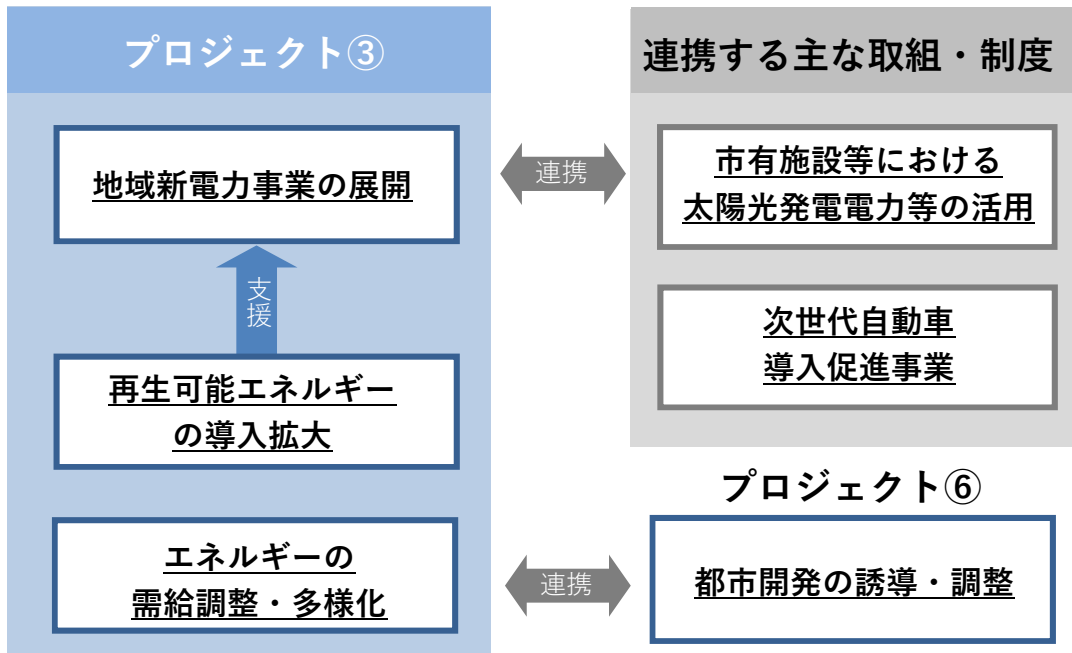 プロジェクト③
地域新電力事業の展開
支援
再生可能エネルギー
の導入拡大
エネルギーの
需給調整・多様化
連携
連携
連携する主な取組・制度
市有施設等における
太陽光発電電力等の活用
次世代自動車
導入促進事業
プロジェクト⑥
都市開発の誘導・調整